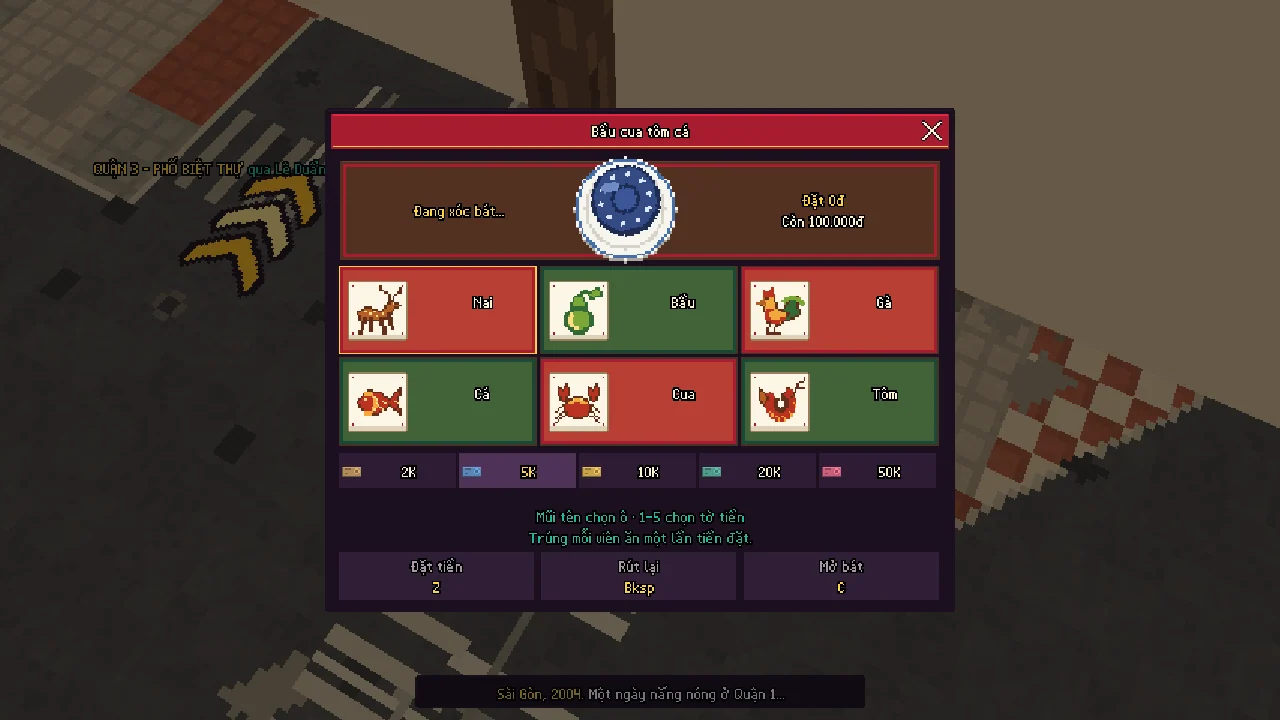 Bầu cua tôm cá
QUẬN 3 - PHỐ BIỆT THỰ qua Lê Duẩn
Đang xóc bát...
Đặt 0đ
Còn 100.000đ
Nai
Bầu
Gà
Cá
Cua
Tôm
2K
5K
10K
20K
50K
Mũi tên chọn ô · 1-5 chọn tờ tiền
Trúng mỗi viên ăn một lần tiền đặt.
Đặt tiền
Z
Rút lại
Bksp
Mở bát
C
Sài Gòn, 2004. Một ngày nắng nóng ở Quận 1...